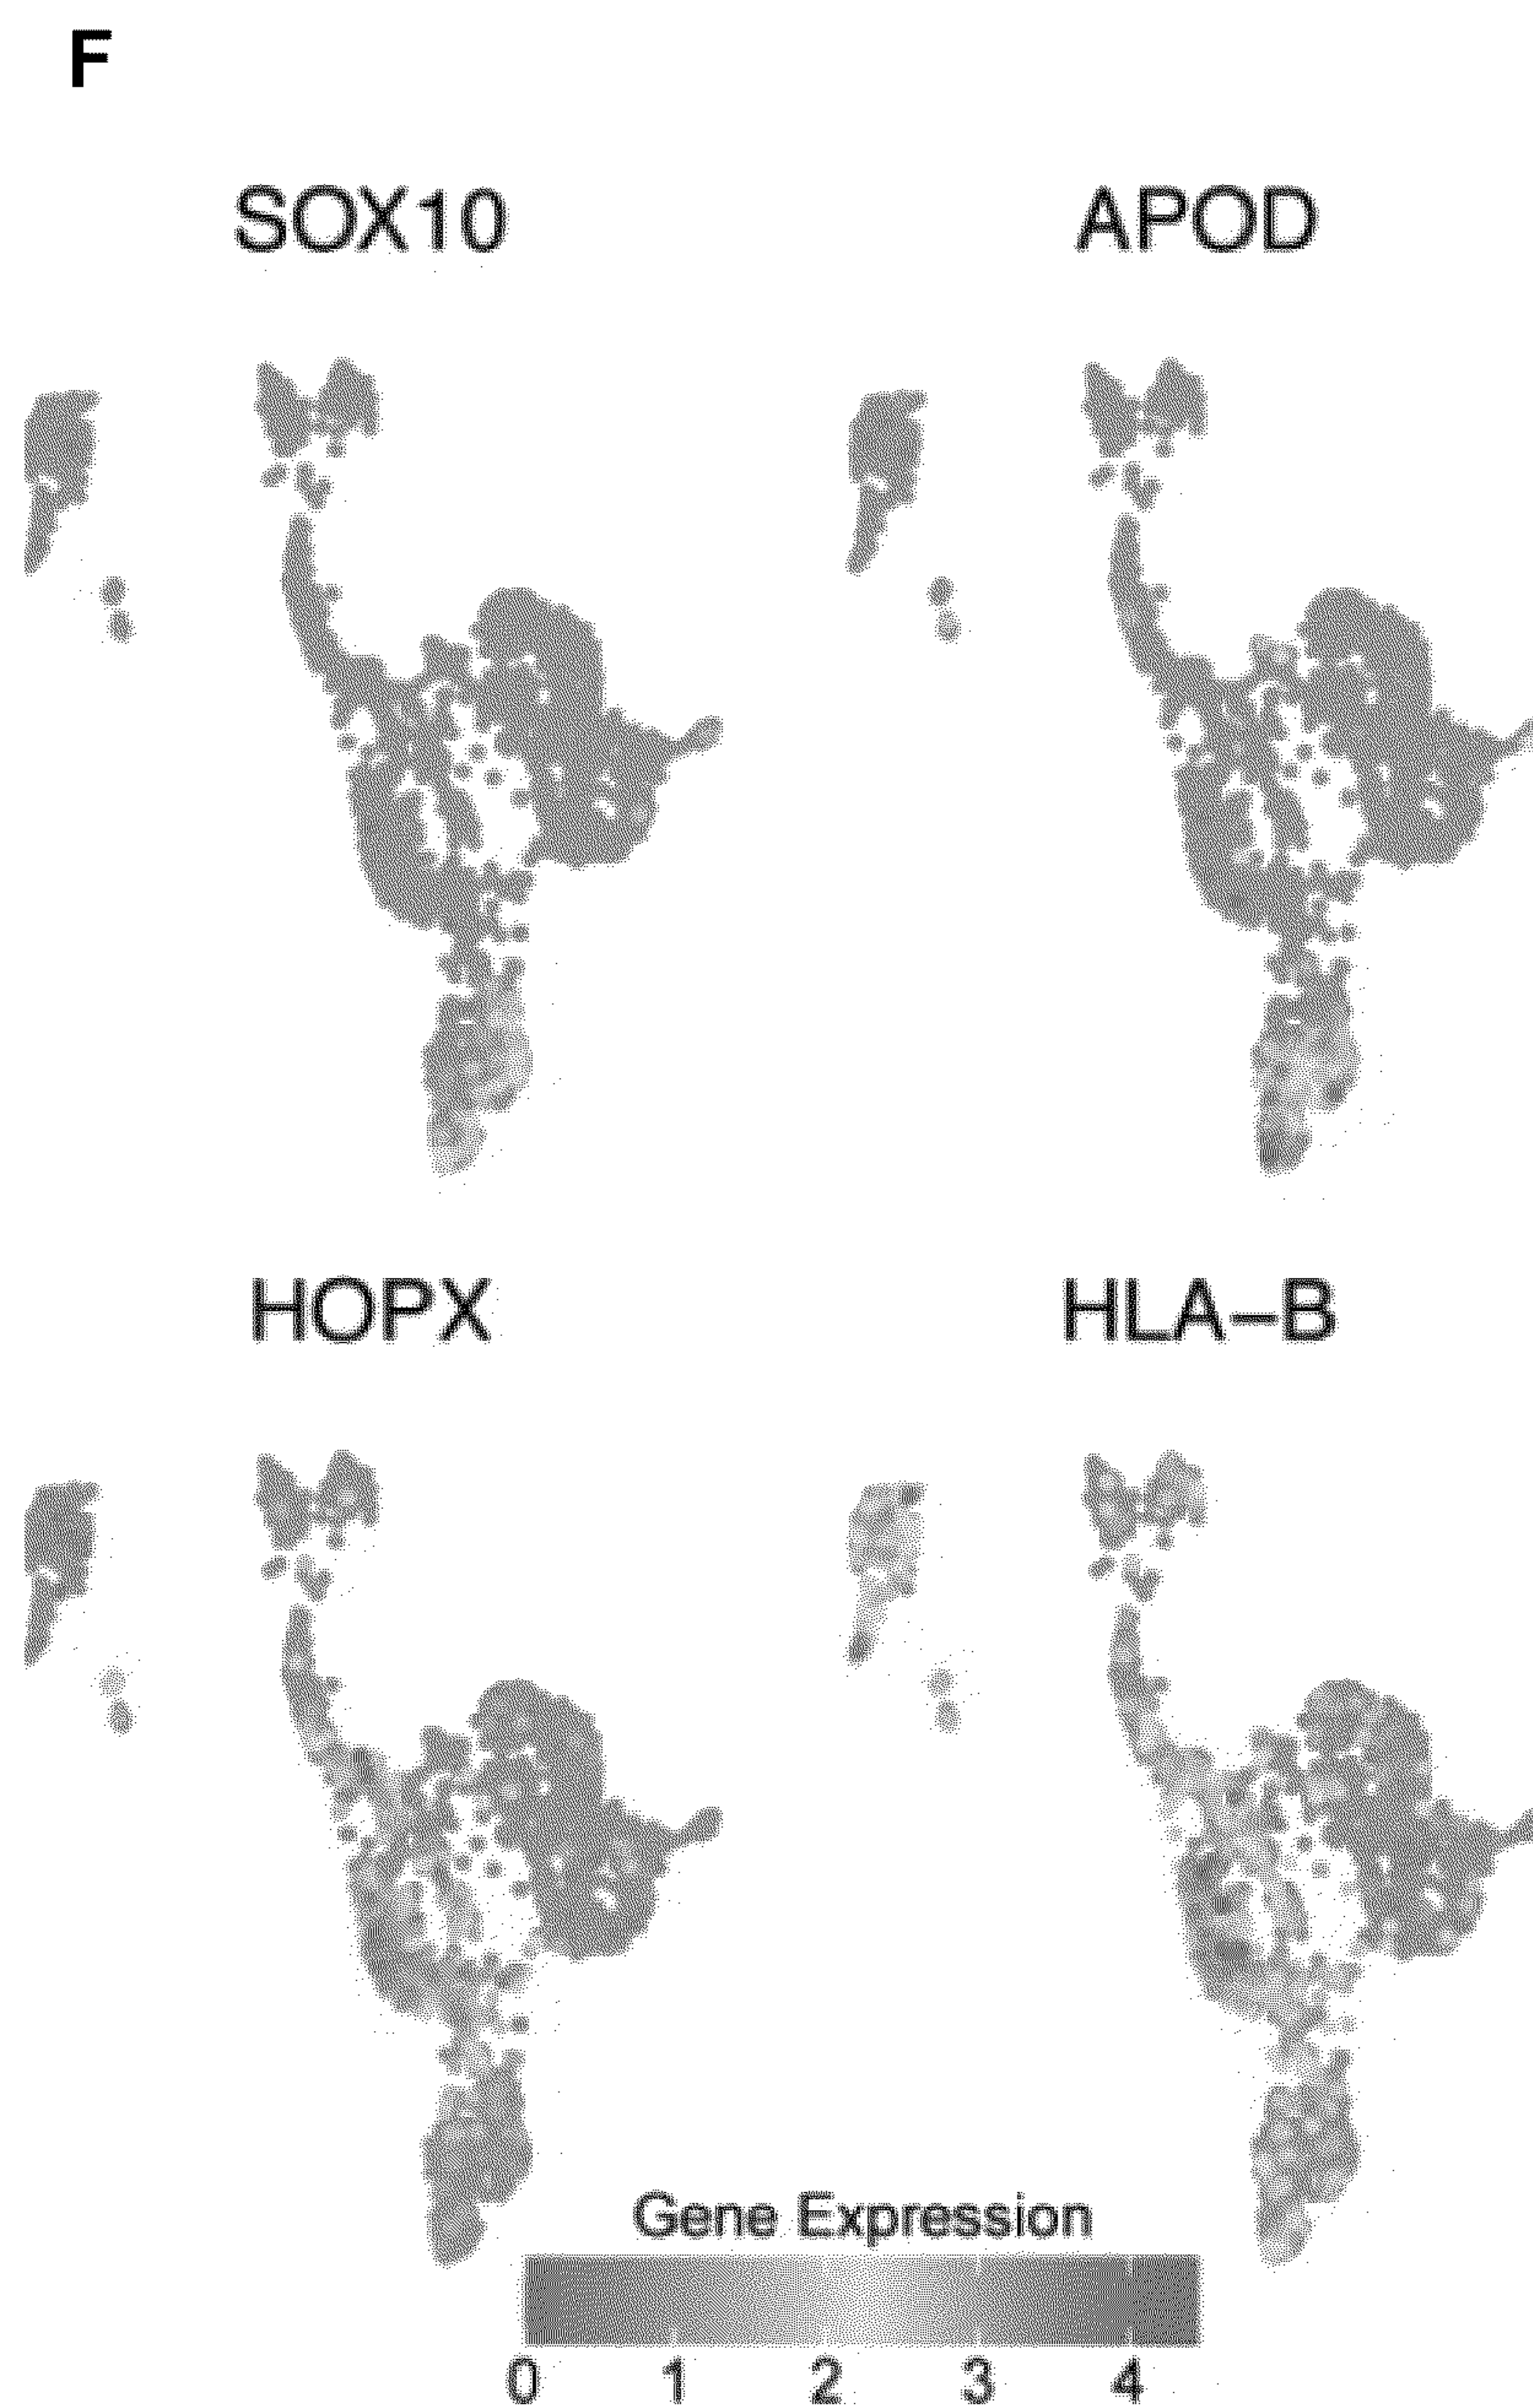 F
SOX10 APOD
HOPX HLA−B
Gene Expression
0 1 2 3 4